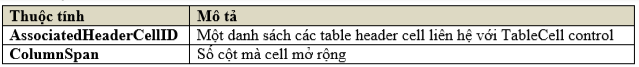 Thuộc tính Mô tả
AssociatedHeaderCellID Một danh sách các table header cell liên hệ với TableCell control
ColumnSpan Số cột mà cell mở rộng